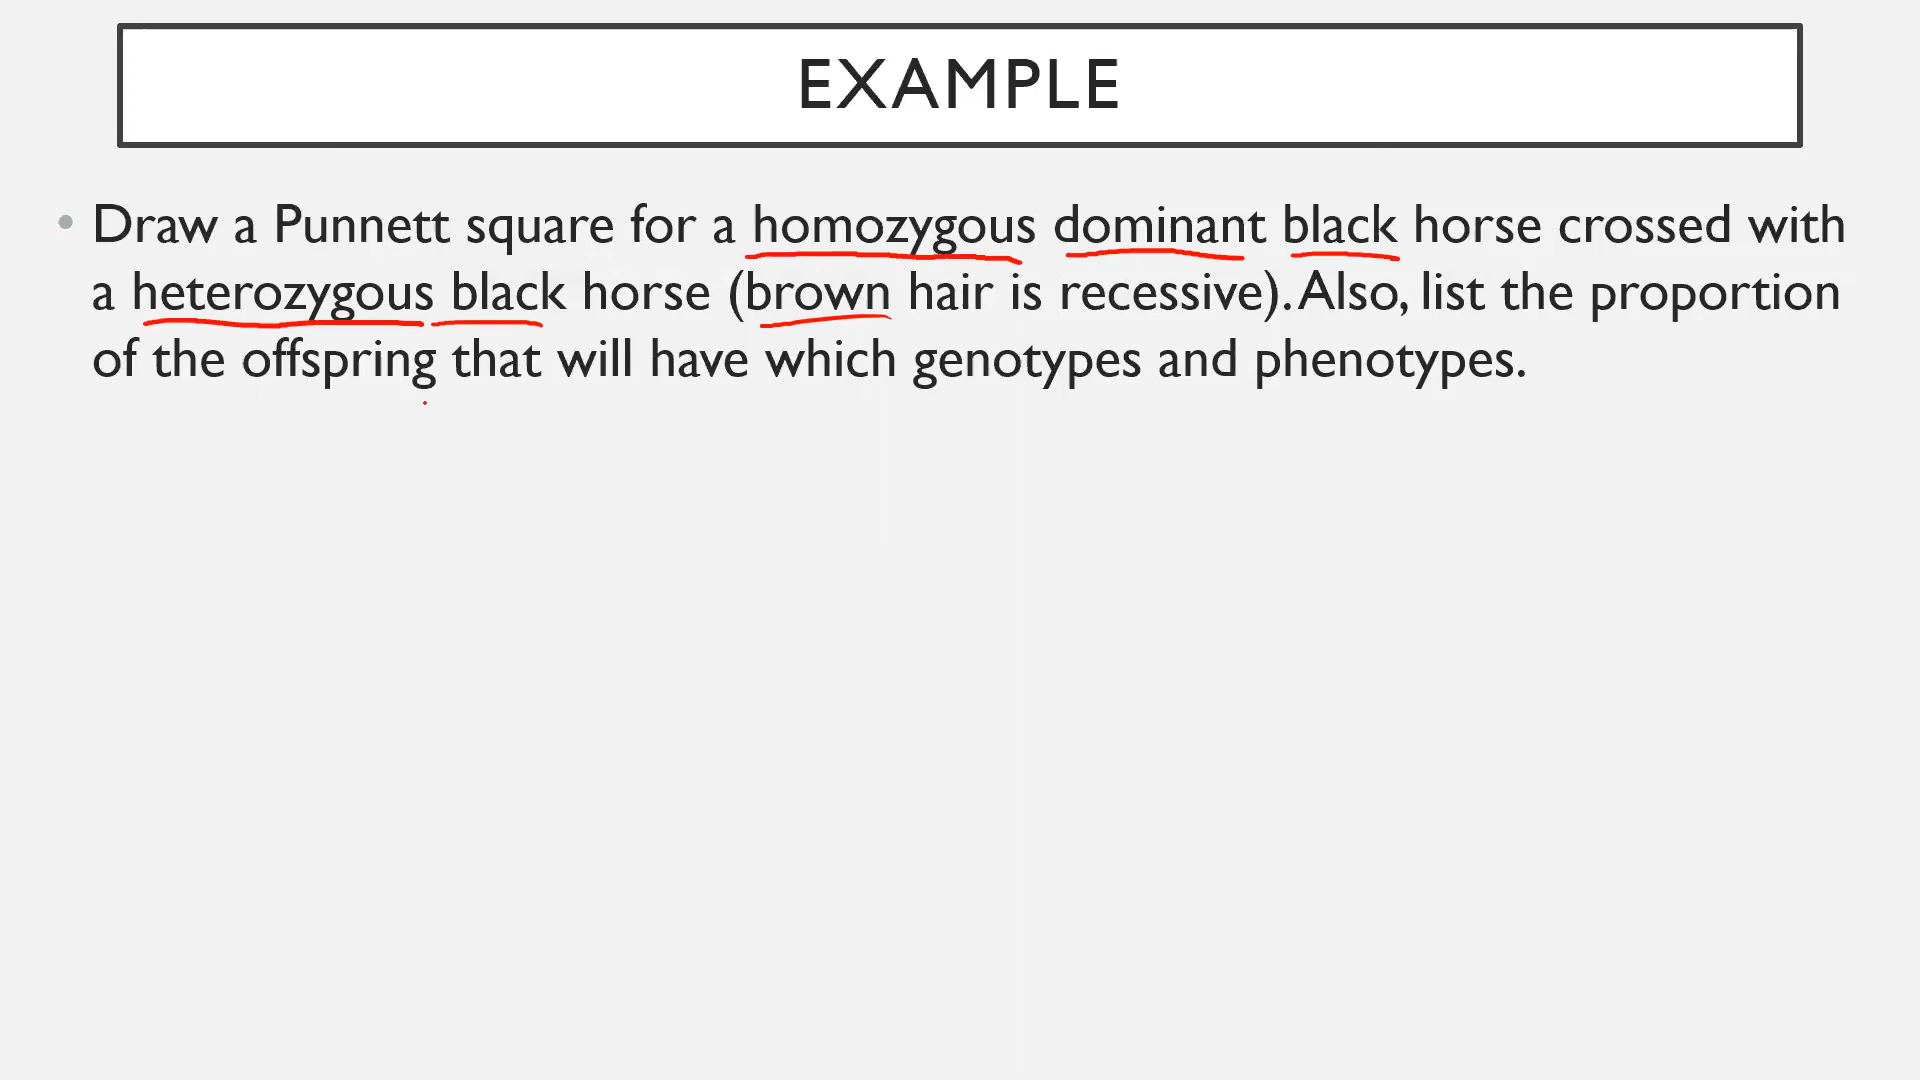 EXAMPLE
• Draw a Punnett square for a homozygous dominant black horse crossed with
a heterozygous black horse (brown hair is recessive). Also, list the proportion
of the offspring that will have which genotypes and phenotypes.